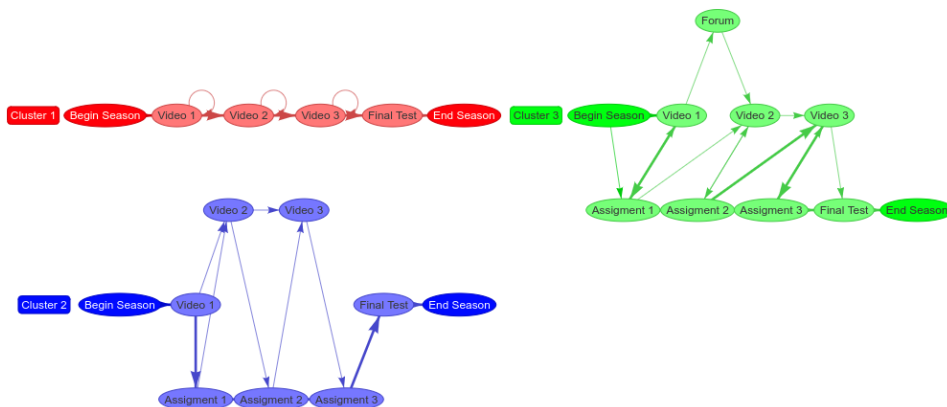 Forum
Cluster 1 Begin Season Video 1 Video 2 Video 3 Final Test End Season
Cluster 3 Begin Season Video 1 Video 2 Video 3
Assigment 1 Assigment 2 Assigment 3 Final Test End Season
Video 2 Video 3
Cluster 2 Begin Season Video 1 Final Test End Season
Assigment 1 Assigment 2 Assigment 3